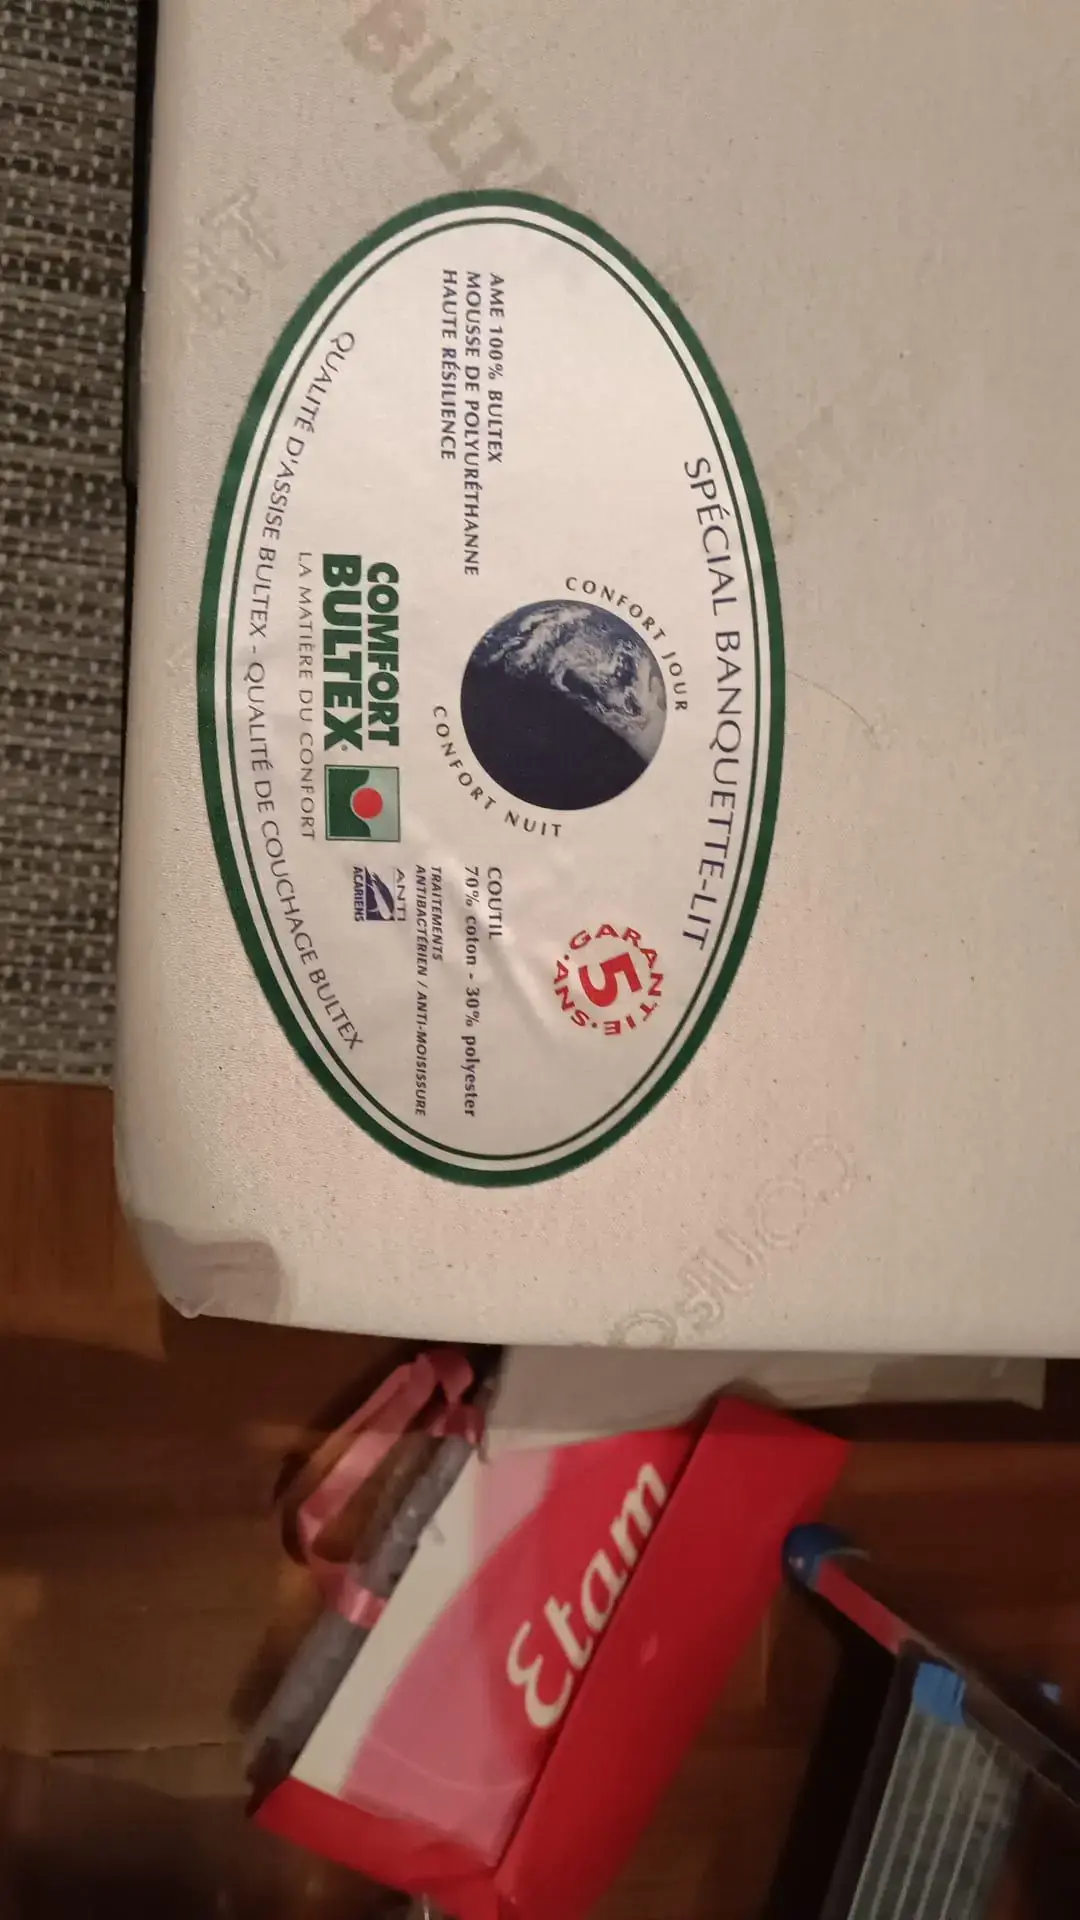 BULTEX
SPÉCIAL BANQUETTE-LIT
CONFORT JOUR
CONFORT NUIT
AME 100% BULTEX
MOUSSE DE POLYURÉTHANNE
HAUTE RÉSILIENCE
GARANTIE
5
ANS
COUTIL
70% coton - 30% polyester
TRAITEMENTS
ANTIBACTÉRIEN / ANTI-MOISISSURE
ANTI
ACARIENS
COMFORT
BULTEX
LA MATIÈRE DU CONFORT
QUALITÉ D'ASSISE BULTEX - QUALITÉ DE COUCHAGE BULTEX
Etam